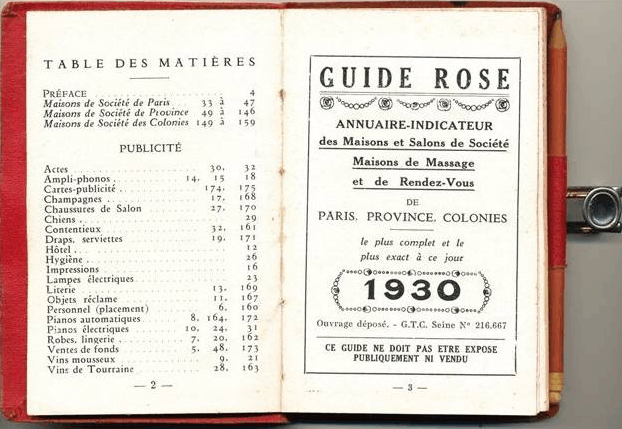 TABLE DES MATIÈRES
PRÉFACE . . . . . . . . . . . . 4
Maisons de Société de Paris . 33 à 47
Maisons de Société de Province 49 à 146
Maisons de Société des Colonies 149 à 159
PUBLICITÉ
Actes . . . . . . . . . . . 30, 32
Ampli-phonos . . . . . . . 14, 15 18
Cartes-publicité . . . . . . . 174, 175
Champagnes . . . . . . . . . 17, 168
Chaussures de Salon . . . . . 27, 170
Chiens . . . . . . . . . . . 29
Contentieux . . . . . . . . 32, 161
Draps, serviettes . . . . . . 19, 171
Hôtel . . . . . . . . . . . . 12
Hygiène . . . . . . . . . . . 26
Impressions . . . . . . . . . 16
Lampes électriques . . . . . . 23
Literie . . . . . . . . . . . 13, 169
Objets réclame . . . . . . . 11, 167
Personnel (placement) . . . . 6, 160
Pianos automatiques . . . 8, 164, 172
Pianos électriques . . . . 10, 24, 31
Robes, lingerie . . . . . 7, 20, 162
Ventes de fonds . . . . . 5, 48, 173
Vins mousseux . . . . . . . 9, 21
Vins de Tourraine . . . . . . 28, 163
— 2 —
GUIDE ROSE
ANNUAIRE-INDICATEUR
des Maisons et Salons de Société
Maisons de Massage
et de Rendez-Vous
DE
PARIS, PROVINCE, COLONIES
le plus complet et le
plus exact à ce jour
1930
Ouvrage déposé. - G.T.C. Seine N° 216.667
CE GUIDE NE DOIT PAS ETRE EXPOSE
PUBLIQUEMENT NI VENDU
— 3 —